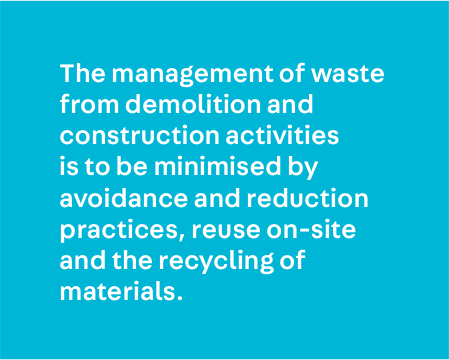 The management of waste
from demolition and
construction activities
is to be minimised by
avoidance and reduction
practices, reuse on-site
and the recycling of
materials.